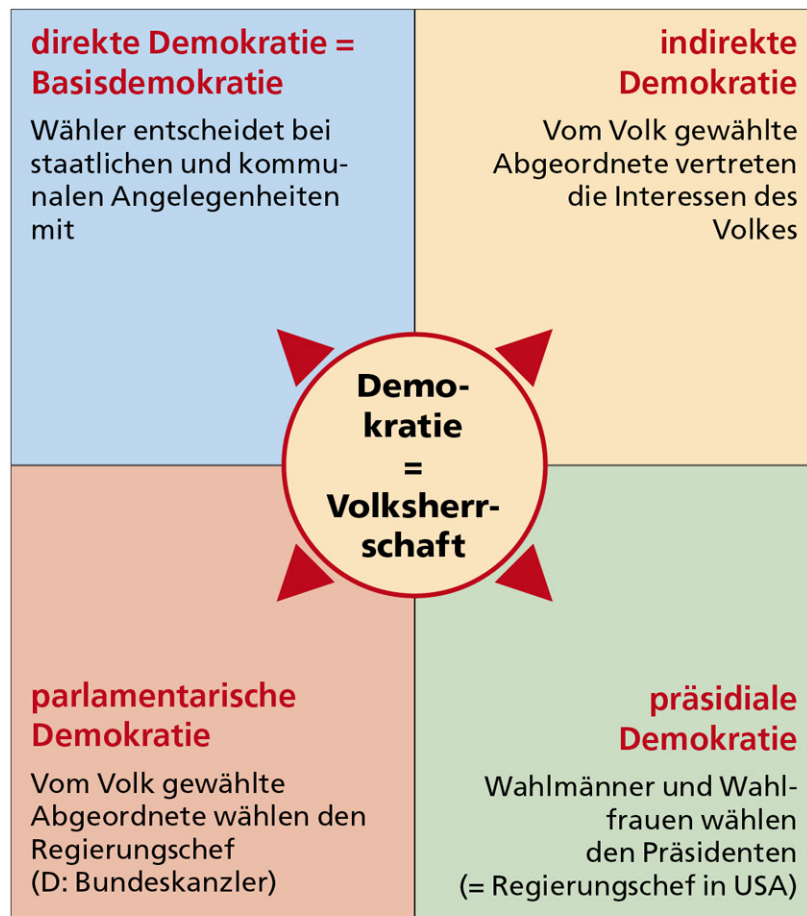 direkte Demokratie =
Basisdemokratie
Wähler entscheidet bei
staatlichen und kommu-
nalen Angelegenheiten
mit
indirekte
Demokratie
Vom Volk gewählte
Abgeordnete vertreten
die Interessen des
Volkes
Demo-
kratie
=
Volksherr-
schaft
parlamentarische
Demokratie
Vom Volk gewählte
Abgeordnete wählen den
Regierungschef
(D: Bundeskanzler)
präsidiale
Demokratie
Wahlmänner und Wahl-
frauen wählen
den Präsidenten
(= Regierungschef in USA)